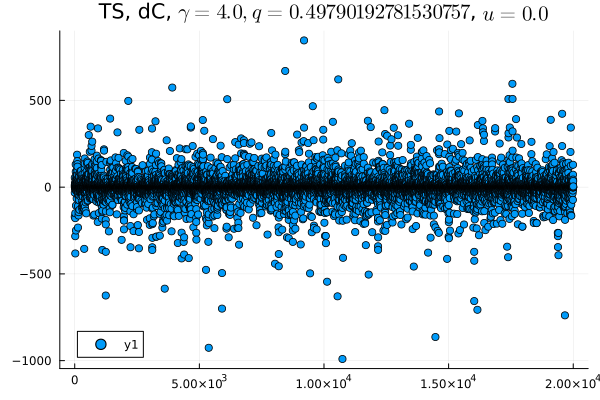 TS, dC, γ = 4.0, q = 0.49790192781530757, u = 0.0
500
0
−500
−1000
y1
0 5.00×10³ 1.00×10⁴ 1.50×10⁴ 2.00×10⁴